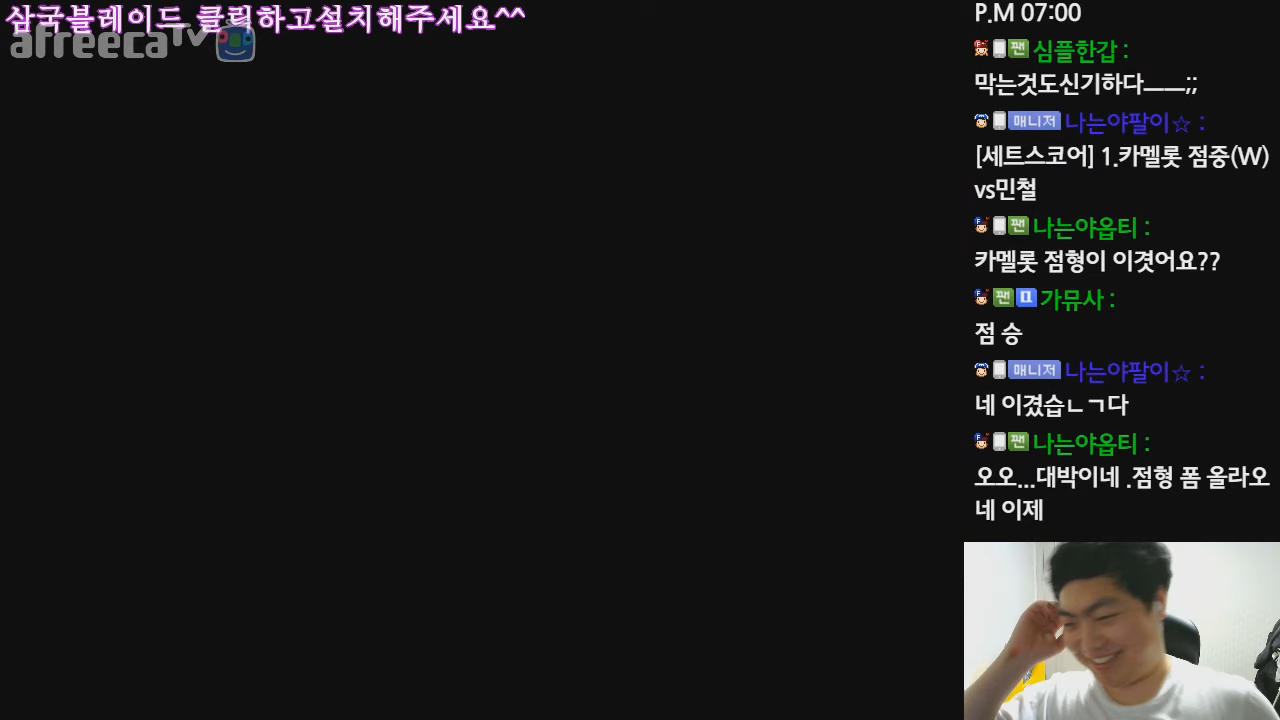 삼국블레이드 클릭하고설치해주세요^^
afreecaTV
P.M 07:00
팬 심플한갑 :
막는것도신기하다ㅡㅡ;;
매니저 나는야팔이☆ :
[세트스코어] 1.카멜롯 점중(W)
vs민철
팬 나는야옵티 :
카멜롯 점형이 이겻어요??
팬 가뮤사 :
점 승
매니저 나는야팔이☆ :
네 이겼습ㄴㄱ다
팬 나는야옵티 :
오오...대박이네 .점형 폼 올라오
네 이제